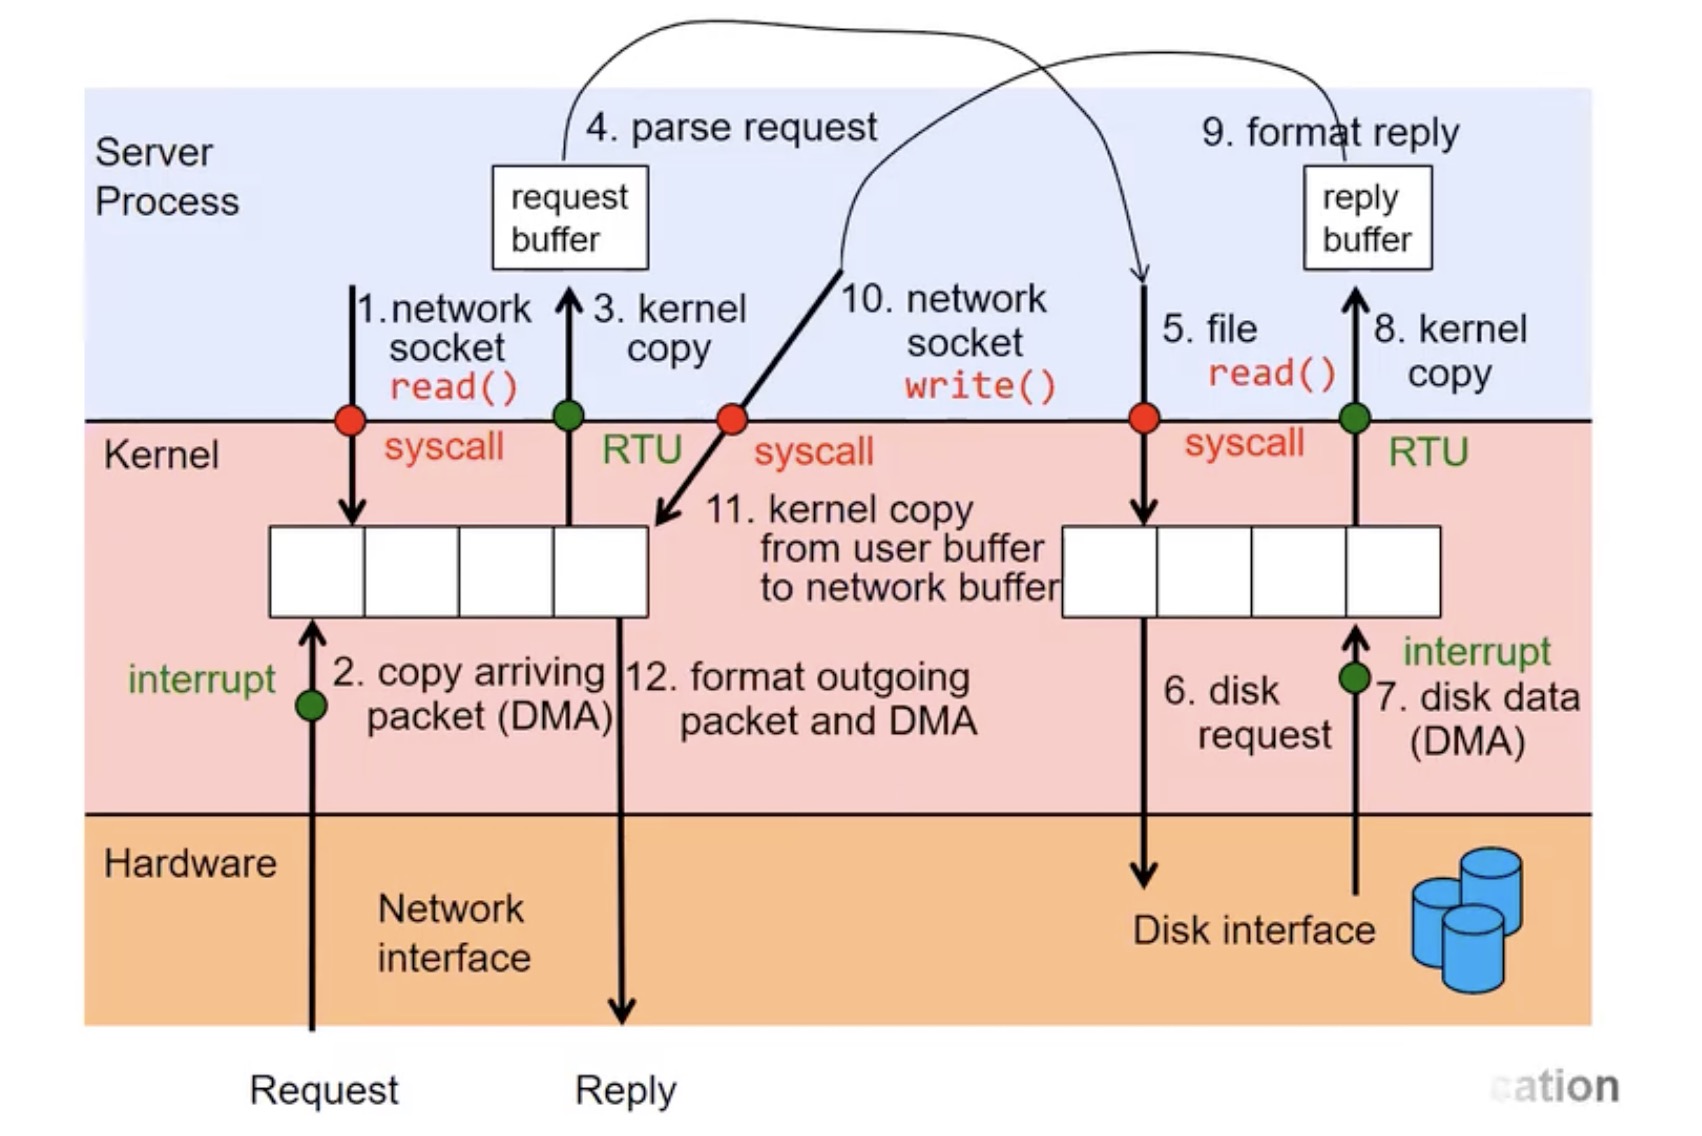 4. parse request
9. format reply
Server
Process
request
buffer
reply
buffer
1.network
socket
read()
3. kernel
copy
10. network
socket
write()
5. file
read()
8. kernel
copy
Kernel
syscall
RTU
syscall
syscall
RTU
11. kernel copy
from user buffer
to network buffer
interrupt
2. copy arriving
packet (DMA)
12. format outgoing
packet and DMA
6. disk
request
interrupt
7. disk data
(DMA)
Hardware
Network
interface
Disk interface
Request
Reply